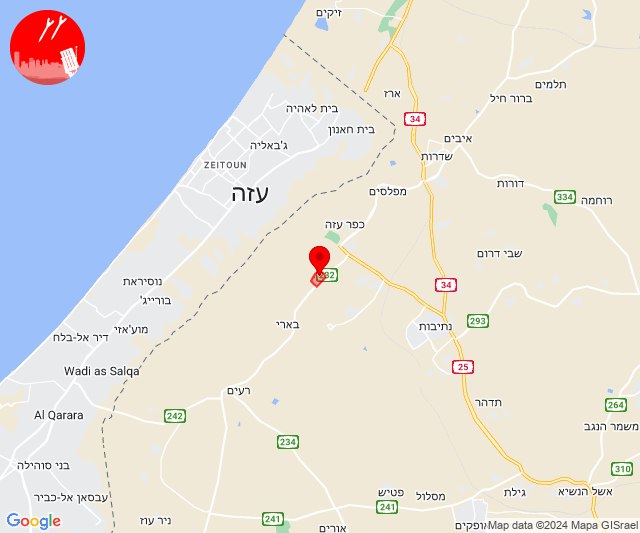 זיקים
תלמים
ארז
ברור חיל
בית לאהיה
34
בית חאנון
איבים
ג'באליה
שדרות
ZEITOUN
דורות
עזה
מפלסים
334
רוחמה
כפר עזה
שבי דרום
232
נוסיראת
34
בוריג'
293
בארי
נתיבות
מוע'אזי
דיר אל-בלח
Wadi as Salqa
25
רעים
תדהר
264
242
Al Qarara
משמר הנגב
234
בני סוהילה
310
פטיש
עבסאן אל-כביר
מסלול
גילת
אשל הנשיא
241
ניר עוז
241
אורים
אופקים
Google
Map data ©2024 Mapa GISrael